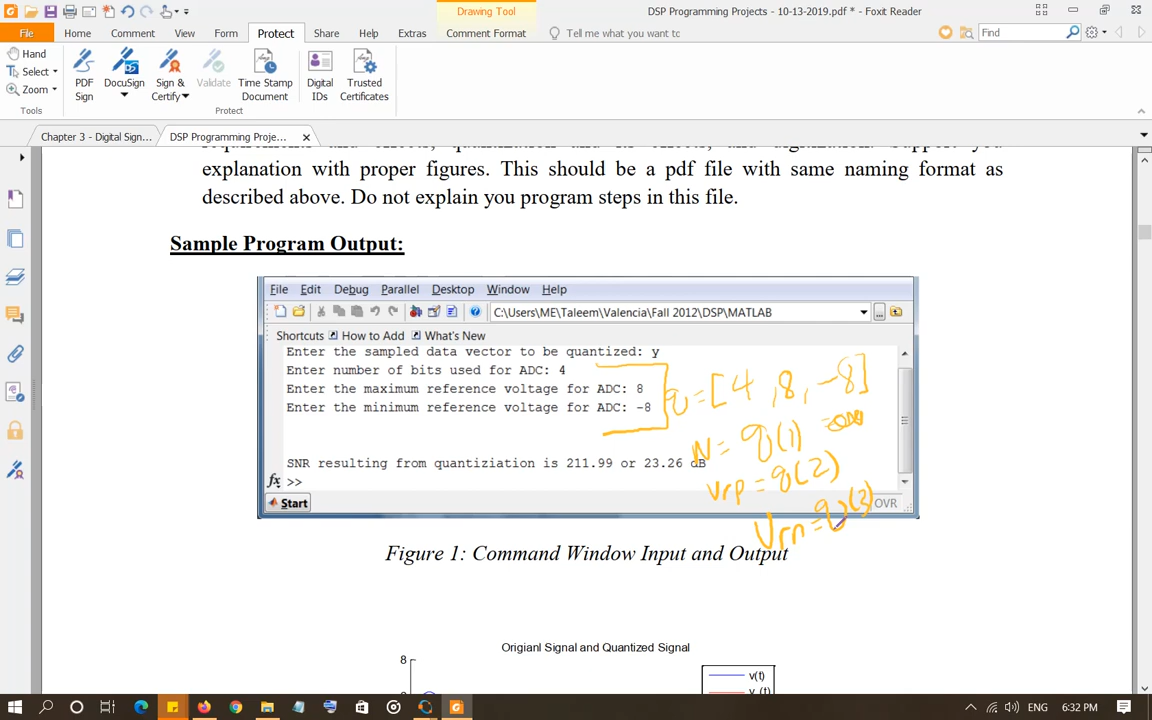 Drawing Tool
DSP Programming Projects - 10-13-2019.pdf * - Foxit Reader
File Home Comment View Form Protect Share Help Extras Comment Format Tell me what you want to Find
Hand
Select
Zoom
Tools
PDF Sign
DocuSign
Sign & Certify
Validate
Time Stamp Document
Digital IDs
Trusted Certificates
Protect
Chapter 3 - Digital Sign... DSP Programming Proje...
explanation with proper figures. This should be a pdf file with same naming format as
described above. Do not explain you program steps in this file.
Sample Program Output:
File Edit Debug Parallel Desktop Window Help
C:\Users\ME\Taleem\Valencia\Fall 2012\DSP\MATLAB
Shortcuts How to Add What's New
Enter the sampled data vector to be quantized: y
Enter number of bits used for ADC: 4
Enter the maximum reference voltage for ADC: 8
Enter the minimum reference voltage for ADC: -8
q = [4, 8, -8]
N = q(1)
SNR resulting from quantiziation is 211.99 or 23.26 dB
Vrp = q(2)
fx >>
Vrn = q(3)
Start OVR
Figure 1: Command Window Input and Output
Origianl Signal and Quantized Signal
8
v(t)
ENG 6:32 PM